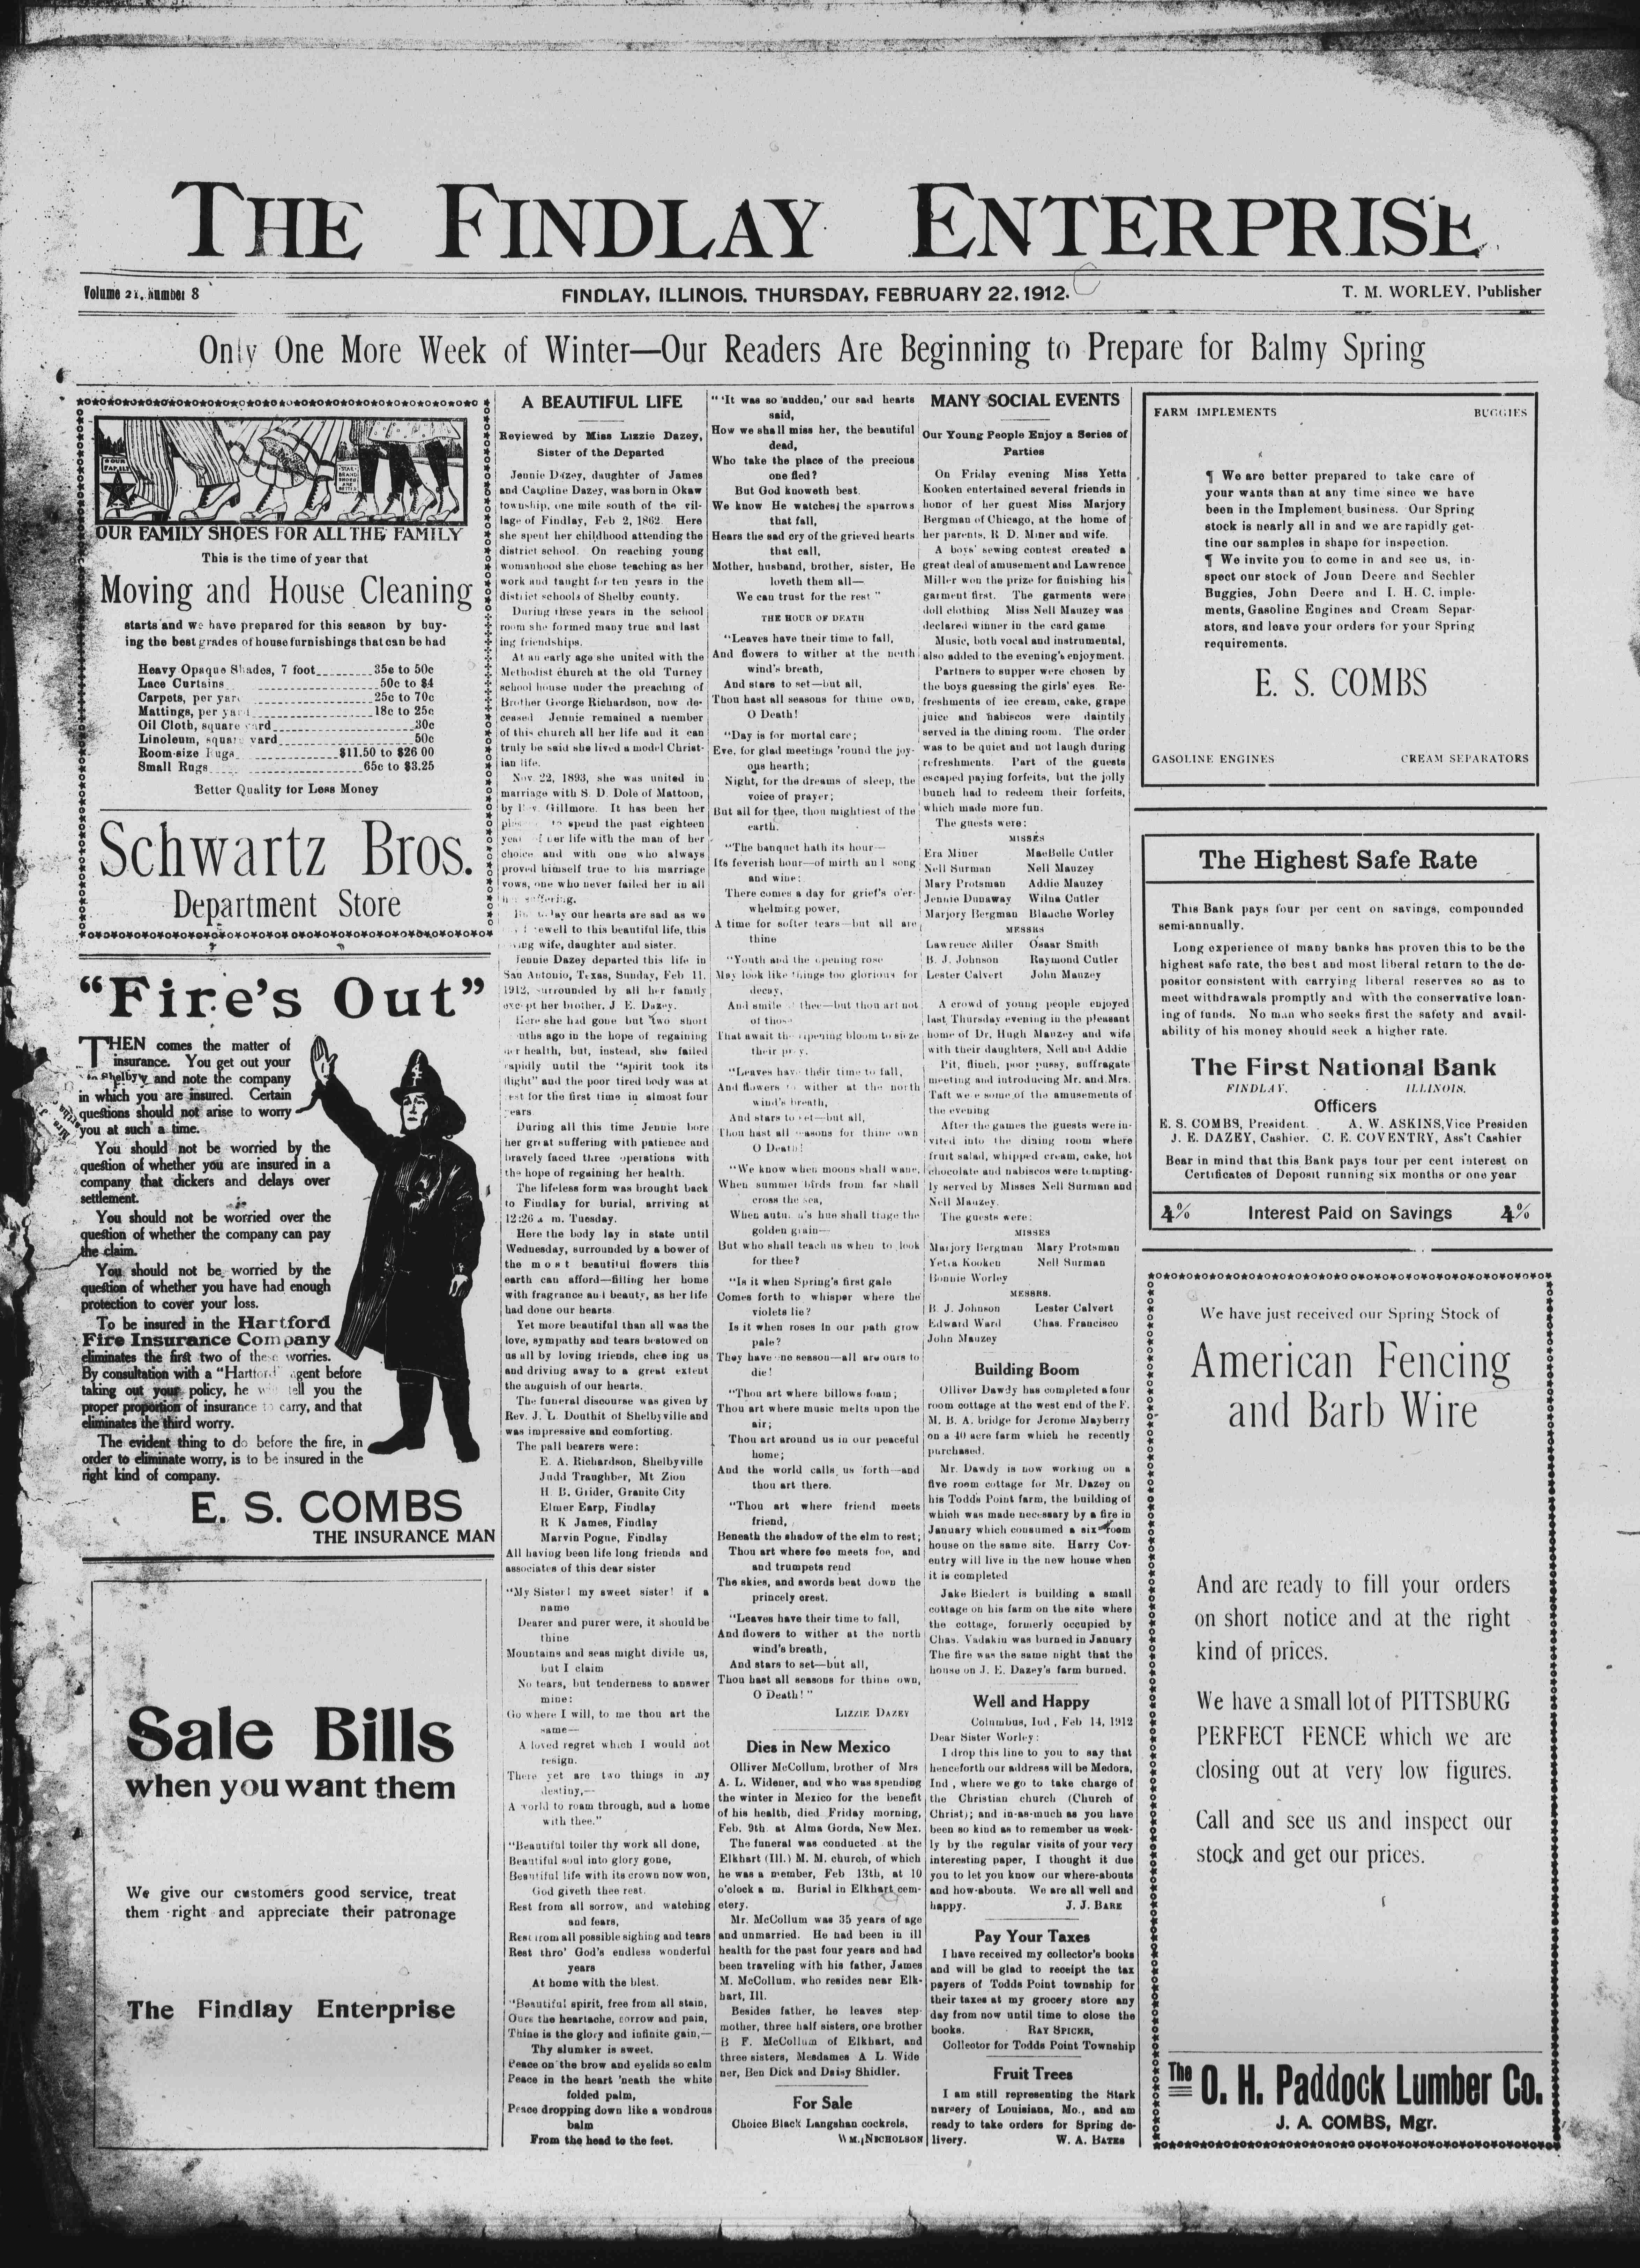 THE FINDLAY ENTERPRISE
Volume 21, Number 8
FINDLAY, ILLINOIS, THURSDAY, FEBRUARY 22, 1912.
T. M. WORLEY, Publisher
Only One More Week of Winter—Our Readers Are Beginning to Prepare for Balmy Spring
OUR FAMILY SHOES FOR ALL THE FAMILY
This is the time of year that
Moving and House Cleaning
starts and we have prepared for this season by buy-
ing the best grades of house furnishings that can be had
Heavy Opaque Shades, 7 foot 35c to 50c
Lace Curtains 50c to $4
Carpets, per yard 25c to 70c
Mattings, per yard 18c to 25c
Oil Cloth, square yard 30c
Linoleum, square yard 50c
Room-size Rugs $11.50 to $26 00
Small Rugs 65c to $3.25
Better Quality for Less Money
Schwartz Bros.
Department Store
"Fire's Out"
THEN comes the matter of
insurance. You get out your
and note the company
in which you are insured. Certain
questions should not arise to worry
you at such a time.
You should not be worried by the
question of whether you are insured in a
company that dickers and delays over
settlement.
You should not be worried over the
question of whether the company can pay
the claim.
You should not be worried by the
question of whether you have had enough
protection to cover your loss.
To be insured in the Hartford
Fire Insurance Company
eliminates the first two of these worries.
By consultation with a "Hartford" agent before
taking out your policy, he will tell you the
proper proportion of insurance to carry, and that
eliminates the third worry.
The evident thing to do before the fire, in
order to eliminate worry, is to be insured in the
right kind of company.
E. S. COMBS
THE INSURANCE MAN
Sale Bills
when you want them
We give our customers good service, treat
them right and appreciate their patronage
The Findlay Enterprise
A BEAUTIFUL LIFE
Reviewed by Miss Lizzie Dazey,
Sister of the Departed
Jennie Dazey, daughter of James
and Caroline Dazey, was born in Okaw
township, one mile south of the vil-
lage of Findlay, Feb 2, 1862. Here
she spent her childhood attending the
district school. On reaching young
womanhood she chose teaching as her
work and taught for ten years in the
district schools of Shelby county.
During these years in the school
room she formed many true and last
ing friendships.
At an early age she united with the
Methodist church at the old Turney
school house under the preaching of
Brother George Richardson, now de-
ceased Jennie remained a member
of this church all her life and it can
truly be said she lived a model Christ-
ian life.
Nov. 22, 1893, she was united in
marriage with S. D. Dole of Mattoon,
by Rev. Gillmore. It has been her
to spend the past eighteen
of her life with the man of her
choice and with one who always
proved himself true to his marriage
vows, one who never failed her in all
her suffering.
our hearts are sad as we
to this beautiful life, this
wife, daughter and sister.
Jennie Dazey departed this life in
San Antonio, Texas, Sunday, Feb 11,
1912, surrounded by all her family
except her brother, J. E. Dazey.
Here she had gone but two short
months ago in the hope of regaining
her health, but, instead, she failed
rapidly until the "spirit took its
flight" and the poor tired body was at
rest for the first time in almost four
years
During all this time Jennie bore
her great suffering with patience and
bravely faced three operations with
the hope of regaining her health.
The lifeless form was brought back
to Findlay for burial, arriving at
12:26 a m. Tuesday.
Here the body lay in state until
Wednesday, surrounded by a bower of
the most beautiful flowers this
earth can afford—filling her home
with fragrance and beauty, as her life
had done our hearts.
Yet more beautiful than all was the
love, sympathy and tears bestowed on
us all by loving friends, cheering us
and driving away to a great extent
the anguish of our hearts.
The funeral discourse was given by
Rev. J. L. Douthit of Shelbyville and
was impressive and comforting.
The pall bearers were:
E. A. Richardson, Shelbyville
Judd Traughber, Mt Zion
H. B. Grider, Granite City
Elmer Earp, Findlay
R K James, Findlay
Marvin Pogue, Findlay
All having been life long friends and
associates of this dear sister
"My Sister! my sweet sister! if a
name
Dearer and purer were, it should be
thine
Mountains and seas might divide us,
but I claim
No tears, but tenderness to answer
mine:
Go where I will, to me thou art the
same—
A loved regret which I would not
resign.
There yet are two things in my
destiny,—
A world to roam through, and a home
with thee."
"Beautiful toiler thy work all done,
Beautiful soul into glory gone,
Beautiful life with its crown now won,
God giveth thee rest.
Rest from all sorrow, and watching
and fears,
Rest from all possible sighing and tears
Rest thro' God's endless wonderful
years
At home with the blest.
"Beautiful spirit, free from all stain,
Ours the heartache, sorrow and pain,
Thine is the glory and infinite gain,—
Thy slumker is sweet.
Peace on the brow and eyelids so calm
Peace in the heart 'neath the white
folded palm,
Peace dropping down like a wondrous
balm
From the head to the feet.
"'It was so sudden,' our sad hearts
said,
How we shall miss her, the beautiful
dead,
Who take the place of the precious
one fled?
But God knoweth best.
We know He watches the sparrows
that fall,
Hears the sad cry of the grieved hearts
that call,
Mother, husband, brother, sister, He
loveth them all—
We can trust for the rest"
THE HOUR OF DEATH
"Leaves have their time to fall,
And flowers to wither at the north
wind's breath,
And stars to set—but all,
Thou hast all seasons for thine own,
O Death!
"Day is for mortal care;
Eve, for glad meetings 'round the joy-
ous hearth;
Night, for the dreams of sleep, the
voice of prayer;
But all for thee, thou mightiest of the
earth.
"The banquet hath its hour—
Its feverish hour—of mirth and song
and wine:
There comes a day for grief's o'er-
whelming power,
A time for softer tears—but all are
thine
"Youth and the opening rose
May look like things too glorious for
decay,
And smile at thee—but thou art not
of those
That await the opening bloom to sieze
their prey.
"Leaves have their time to fall,
And flowers to wither at the north
wind's breath,
And stars to set—but all,
Thou hast all seasons for thine own
O Death!
"We know when moons shall wane,
When summer birds from far shall
cross the sea,
When autumn's hue shall tinge the
golden grain—
But who shall teach us when to look
for thee?
"Is it when Spring's first gale
Comes forth to whisper where the
violets lie?
Is it when roses in our path grow
pale?
They have one season—all are ours to
die!
"Thou art where billows foam;
Thou art where music melts upon the
air;
Thou art around us in our peaceful
home;
And the world calls us forth—and
thou art there.
"Thou art where friend meets
friend,
Beneath the shadow of the elm to rest;
Thou art where foe meets foe, and
and trumpets rend
The skies, and swords beat down the
princely crest.
"Leaves have their time to fall,
And flowers to wither at the north
wind's breath,
And stars to set—but all,
Thou hast all seasons for thine own,
O Death!"
LIZZIE DAZEY
Dies in New Mexico
Olliver McCollum, brother of Mrs
A. L. Widener, and who was spending
the winter in Mexico for the benefit
of his health, died Friday morning,
Feb. 9th. at Alma Gorda, New Mex.
The funeral was conducted at the
Elkhart (Ill.) M. M. church, of which
he was a member, Feb 13th, at 10
o'clock a m. Burial in Elkhart cem-
etery.
Mr. McCollum was 35 years of age
and unmarried. He had been in ill
health for the past four years and had
been traveling with his father, James
M. McCollum, who resides near Elk-
hart, Ill.
Besides father, he leaves step-
mother, three half sisters, one brother
B F. McCollum of Elkhart, and
three sisters, Mesdames A L. Wide
ner, Ben Dick and Daisy Shidler.
For Sale
Choice Black Langshan cockrels.
WM. NICHOLSON
MANY SOCIAL EVENTS
Our Young People Enjoy a Series of
Parties
On Friday evening Miss Yetta
Kooken entertained several friends in
honor of her guest Miss Marjory
Bergman of Chicago, at the home of
her parents, R. D. Miner and wife.
A boys' sewing contest created a
great deal of amusement and Lawrence
Miller won the prize for finishing his
garment first. The garments were
doll clothing Miss Nell Mauzey was
declared winner in the card game
Music, both vocal and instrumental,
also added to the evening's enjoyment.
Partners to supper were chosen by
the boys guessing the girls' eyes. Re-
freshments of ice cream, cake, grape
juice and nabiscos were daintily
served in the dining room. The order
was to be quiet and not laugh during
refreshments. Part of the guests
escaped paying forfeits, but the jolly
bunch had to redeem their forfeits,
which made more fun.
The guests were:
MISSES
Era Miner MaeBelle Cutler
Nell Surman Nell Mauzey
Mary Protsman Addie Mauzey
Jennie Dunaway Wilna Cutler
Marjory Bergman Blauche Worley
MESSRS
Lawrence Miller Osaar Smith
B. J. Johnson Raymond Cutler
Lester Calvert John Mauzey
A crowd of young people enjoyed
last Thursday evening in the pleasant
home of Dr. Hugh Mauzey and wife
with their daughters, Nell and Addie
Pit, flinch, poor pussy, suffragate
meeting and introducing Mr. and Mrs.
Taft were some of the amusements of
the evening
After the games the guests were in-
vited into the dining room where
fruit salad, whipped cream, cake, hot
chocolate and nabiscos were tempting-
ly served by Misses Nell Surman and
Nell Mauzey.
The guests were:
MISSES
Marjory Bergman Mary Protsman
Yetta Kooken Nell Surman
Bonnie Worley
MESSRS.
B. J. Johnson Lester Calvert
Edward Ward Chas. Francisco
John Mauzey
Building Boom
Olliver Dawdy has completed a four
room cottage at the west end of the F.
M. B. A. bridge for Jerome Mayberry
on a 40 acre farm which he recently
purchased.
Mr. Dawdy is now working on a
five room cottage for Mr. Dazey on
his Todds Point farm, the building of
which was made necessary by a fire in
January which consumed a six room
house on the same site. Harry Cov-
entry will live in the new house when
it is completed
Jake Biedert is building a small
cottage on his farm on the site where
the cottage, formerly occupied by
Chas. Vadakin was burned in January
The fire was the same night that the
house on J. E. Dazey's farm burned.
Well and Happy
Columbus, Ind, Feb 14, 1912
Dear Sister Worley:
I drop this line to you to say that
henceforth our address will be Medora,
Ind, where we go to take charge of
the Christian church (Church of
Christ); and in-as-much as you have
been so kind as to remember us week-
ly by the regular visits of your very
interesting paper, I thought it due
you to let you know our where-abouts
and how-abouts. We are all well and
happy. J. J. BARE
Pay Your Taxes
I have received my collector's books
and will be glad to receipt the tax
payers of Todds Point township for
their taxes at my grocery store any
day from now until time to close the
books. RAY SPICKR,
Collector for Todds Point Township
Fruit Trees
I am still representing the Stark
nursery of Louisiana, Mo., and am
ready to take orders for Spring de-
livery. W. A. BATES
FARM IMPLEMENTS BUGGIES
¶ We are better prepared to take care of
your wants than at any time since we have
been in the Implement business. Our Spring
stock is nearly all in and we are rapidly get-
tine our samples in shape for inspection.
¶ We invite you to come in and see us, in-
spect our stock of Joun Deere and Sechler
Buggies, John Deere and I. H. C. imple-
ments, Gasoline Engines and Cream Separ-
ators, and leave your orders for your Spring
requirements.
E. S. COMBS
GASOLINE ENGINES CREAM SEPARATORS
The Highest Safe Rate
This Bank pays four per cent on savings, compounded
semi-annually.
Long experience of many banks has proven this to be the
highest safe rate, the best and most liberal return to the de-
positor consistent with carrying liberal reserves so as to
meet withdrawals promptly and with the conservative loan-
ing of funds. No man who seeks first the safety and avail-
ability of his money should seek a higher rate.
The First National Bank
FINDLAY, ILLINOIS.
Officers
E. S. COMBS, President. A. W. ASKINS, Vice Presiden
J. E. DAZEY, Cashier. C. E. COVENTRY, Ass't Cashier
Bear in mind that this Bank pays four per cent interest on
Certificates of Deposit running six months or one year
4% Interest Paid on Savings 4%
We have just received our Spring Stock of
American Fencing
and Barb Wire
And are ready to fill your orders
on short notice and at the right
kind of prices.
We have a small lot of PITTSBURG
PERFECT FENCE which we are
closing out at very low figures.
Call and see us and inspect our
stock and get our prices.
The O. H. Paddock Lumber Co.
J. A. COMBS, Mgr.